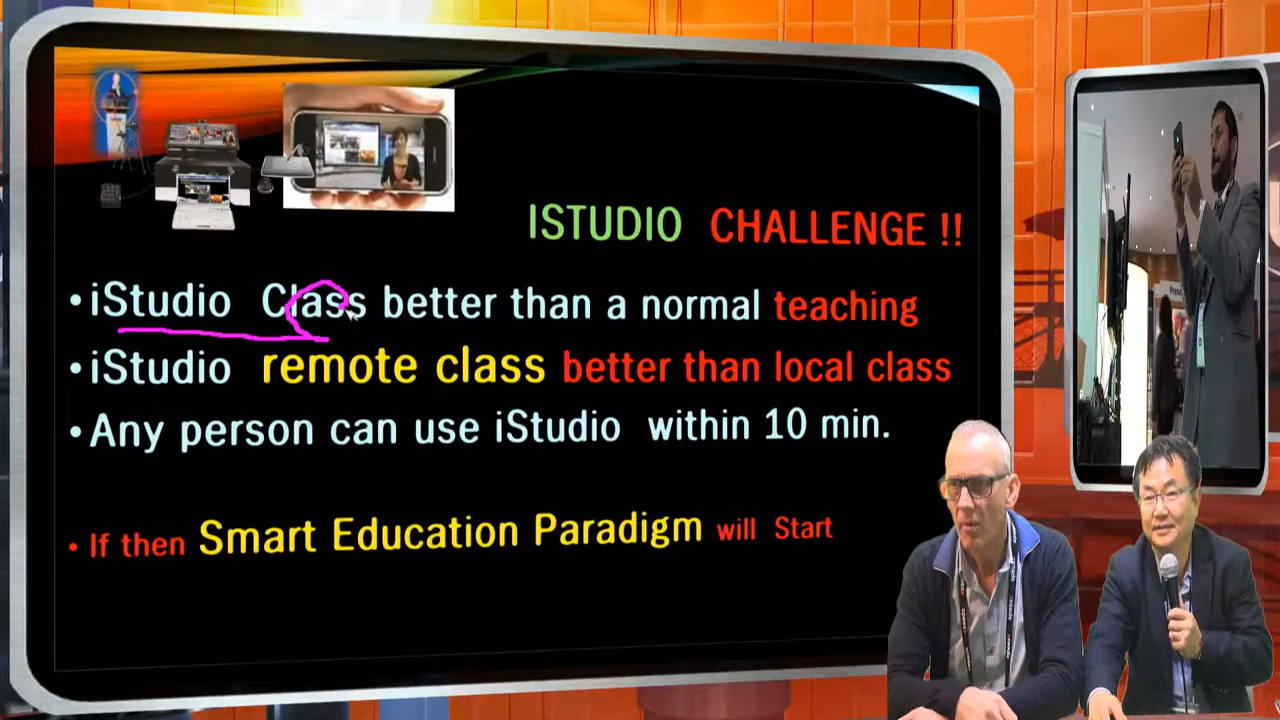 ISTUDIO CHALLENGE !!
• iStudio Class better than a normal teaching
• iStudio remote class better than local class
• Any person can use iStudio within 10 min.
• If then Smart Education Paradigm will Start